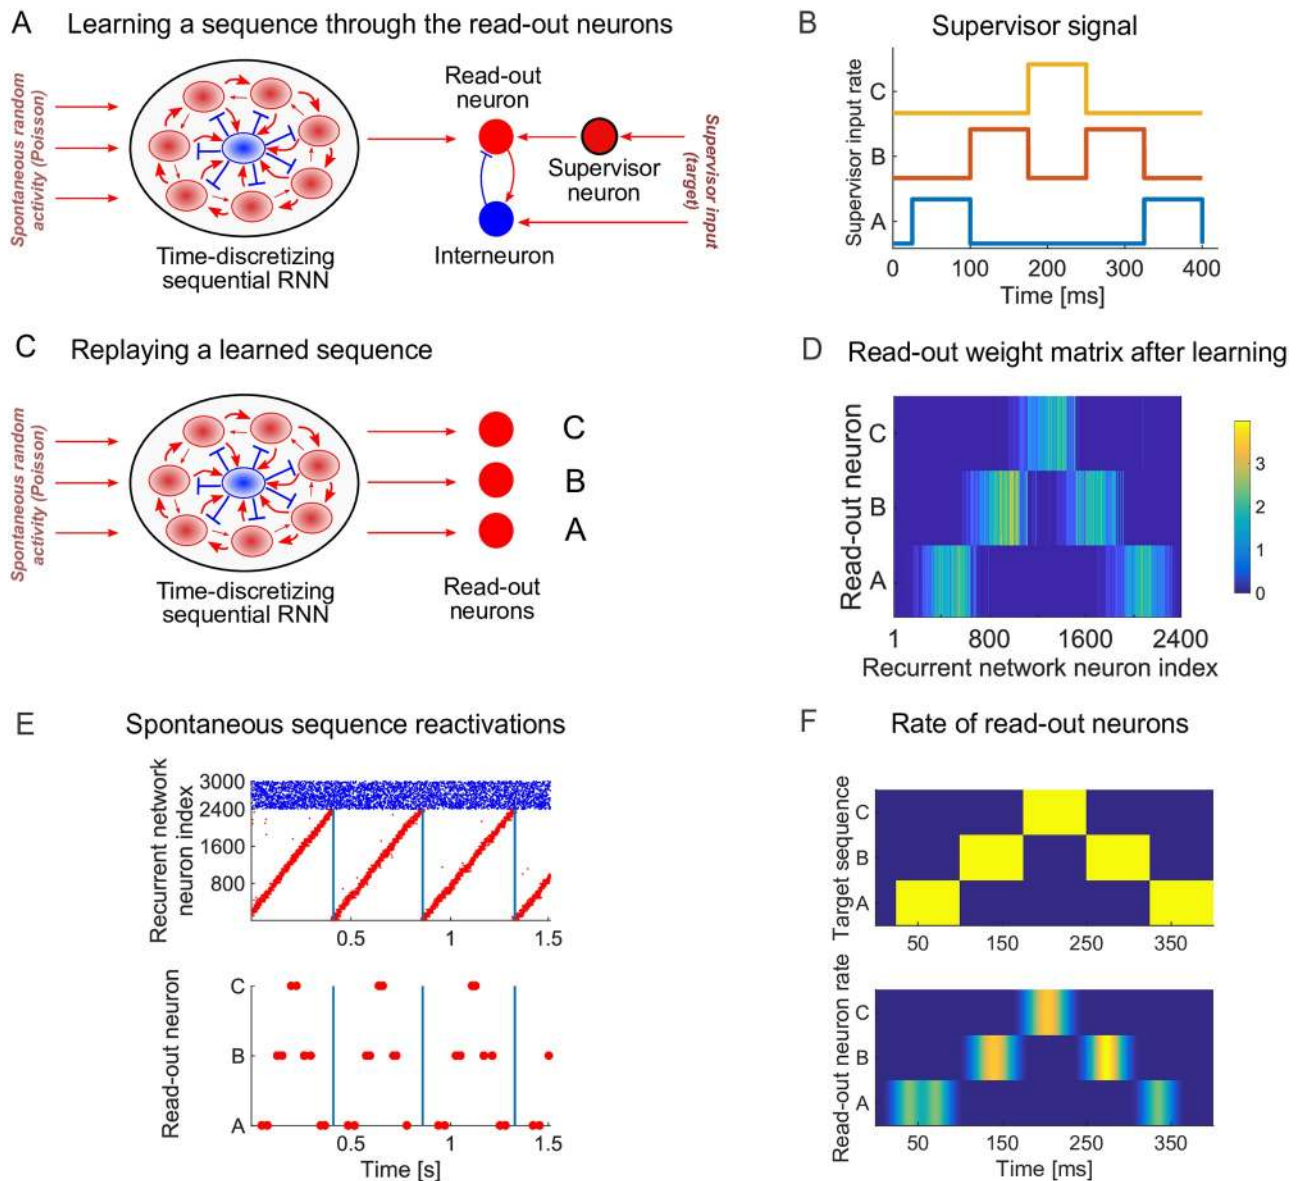 A Learning a sequence through the read-out neurons
Spontaneous random
activity (Poisson)
Time-discretizing
sequential RNN
Read-out
neuron
Supervisor
neuron
Interneuron
Supervisor input
(target)
B Supervisor signal
Supervisor input rate
C
B
A
0 100 200 300 400
Time [ms]
C Replaying a learned sequence
Spontaneous random
activity (Poisson)
Time-discretizing
sequential RNN
C
B
A
Read-out
neurons
D Read-out weight matrix after learning
Read-out neuron
C
B
A
1 800 1600 2400
Recurrent network neuron index
3
2
1
0
E Spontaneous sequence reactivations
Recurrent network
neuron index
3000
2400
1600
800
0.5 1 1.5
Read-out neuron
C
B
A
0.5 1 1.5
Time [s]
F Rate of read-out neurons
Target sequence
C
B
A
50 150 250 350
Read-out neuron rate
C
B
A
50 150 250 350
Time [ms]